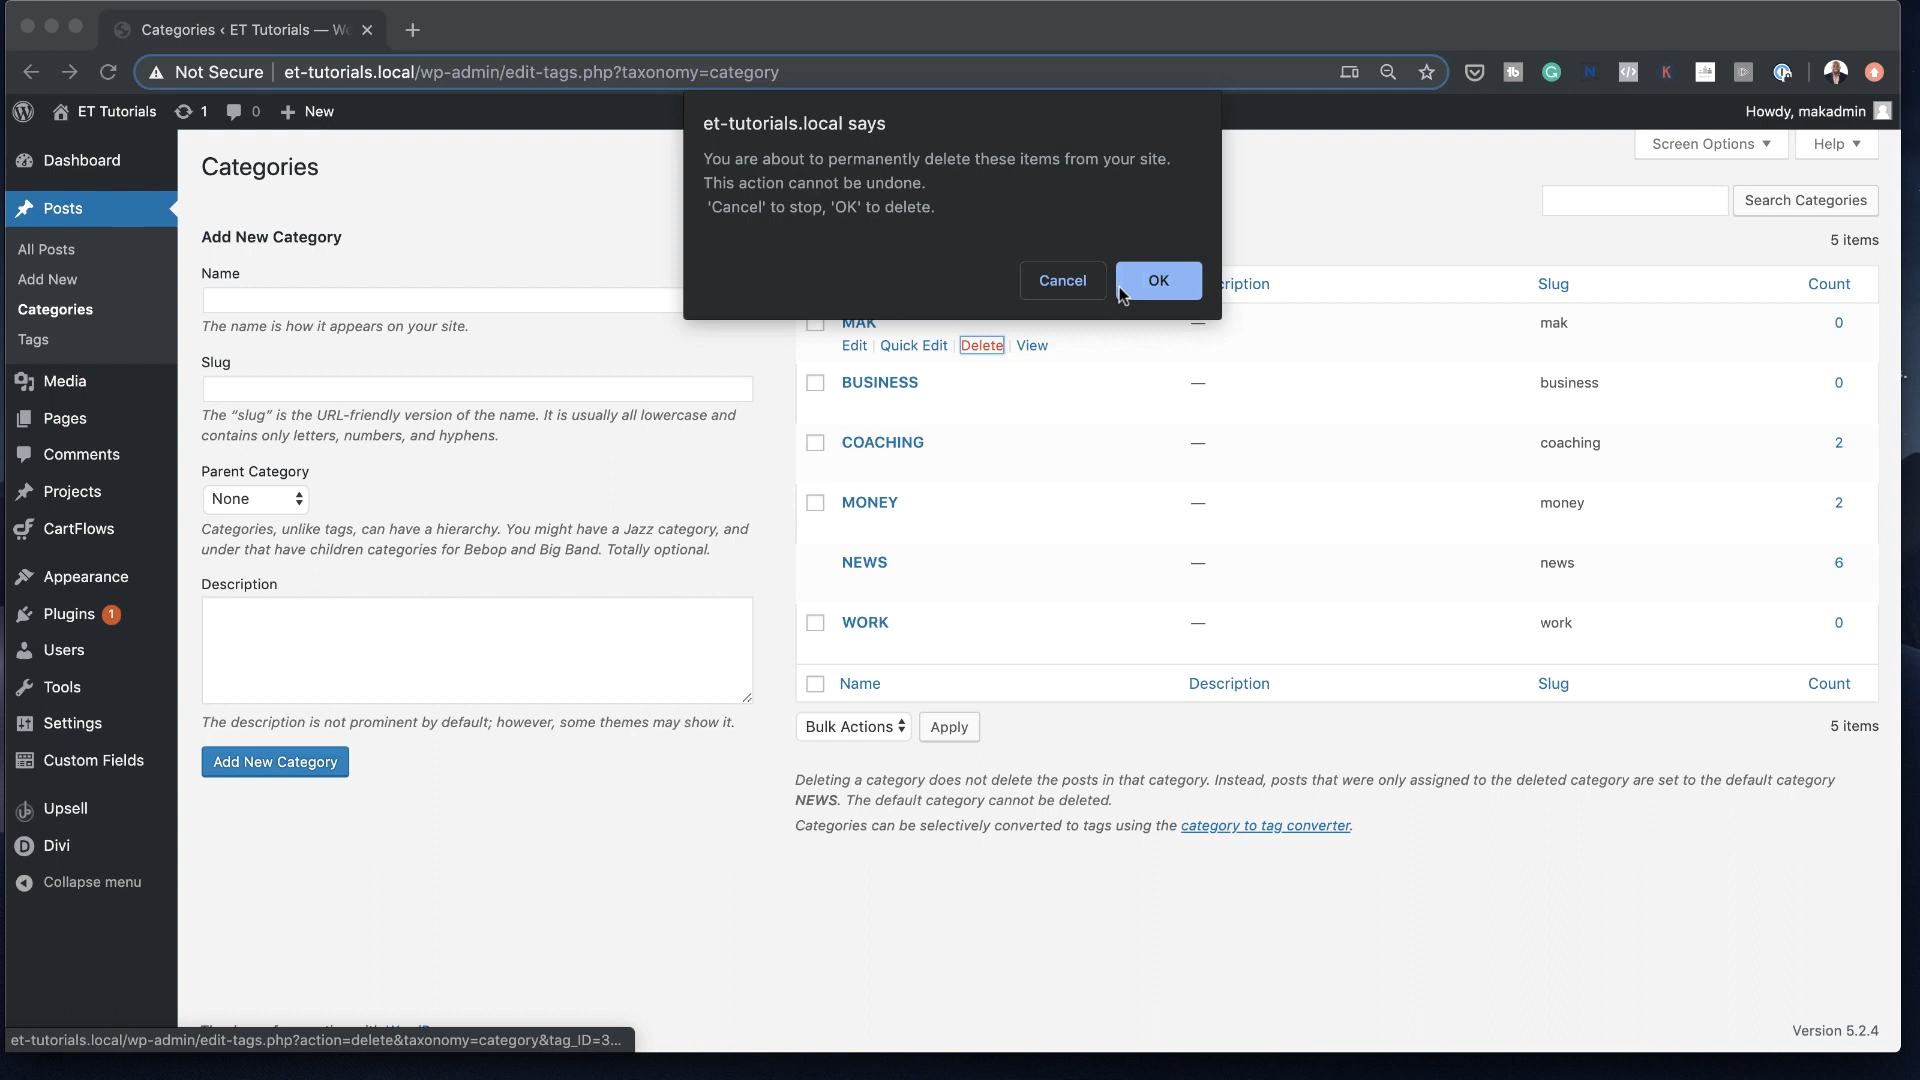 Categories ‹ ET Tutorials — W
Not Secure
et-tutorials.local/wp-admin/edit-tags.php?taxonomy=category
ET Tutorials
1
0
New
Howdy, makadmin
et-tutorials.local says
You are about to permanently delete these items from your site.
This action cannot be undone.
'Cancel' to stop, 'OK' to delete.
Cancel
OK
Screen Options
Help
Search Categories
5 items
Dashboard
Posts
All Posts
Add New
Categories
Tags
Media
Pages
Comments
Projects
CartFlows
Appearance
Plugins 1
Users
Tools
Settings
Custom Fields
Upsell
Divi
Collapse menu
Categories
Add New Category
Name
The name is how it appears on your site.
Slug
The “slug” is the URL-friendly version of the name. It is usually all lowercase and
contains only letters, numbers, and hyphens.
Parent Category
None
Categories, unlike tags, can have a hierarchy. You might have a Jazz category, and
under that have children categories for Bebop and Big Band. Totally optional.
Description
The description is not prominent by default; however, some themes may show it.
Add New Category
cription Slug Count
MAK — mak 0
Edit | Quick Edit | Delete | View
BUSINESS — business 0
COACHING — coaching 2
MONEY — money 2
NEWS — news 6
WORK — work 0
Name Description Slug Count
Bulk Actions Apply
5 items
Deleting a category does not delete the posts in that category. Instead, posts that were only assigned to the deleted category are set to the default category
NEWS. The default category cannot be deleted.
Categories can be selectively converted to tags using the category to tag converter.
Version 5.2.4
et-tutorials.local/wp-admin/edit-tags.php?action=delete&taxonomy=category&tag_ID=3...